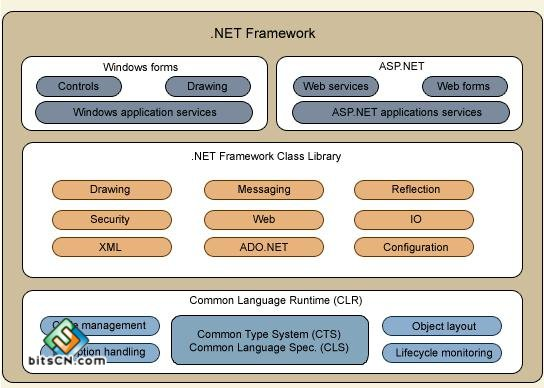 .NET Framework
Windows forms
Controls
Drawing
Windows application services
ASP.NET
Web services
Web forms
ASP.NET applications services
.NET Framework Class Library
Drawing
Messaging
Reflection
Security
Web
IO
XML
ADO.NET
Configuration
Common Language Runtime (CLR)
management
Common Type System (CTS)
Common Language Spec. (CLS)
Object layout
handling
Lifecycle monitoring
bitsCN.com